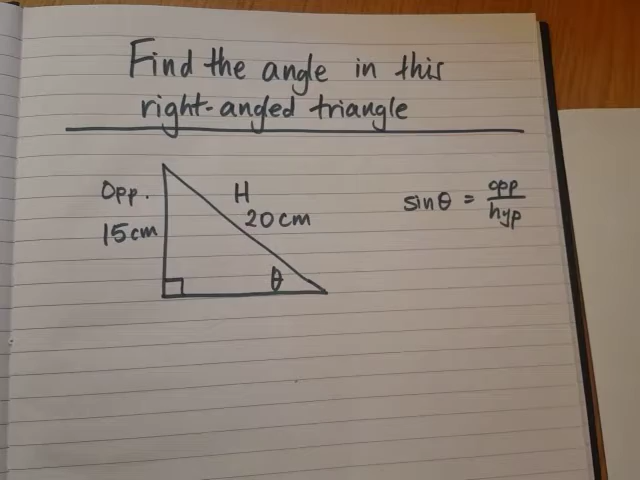 Find the angle in this
right-angled triangle
Opp.
15cm
H
20cm
θ
sinθ = opp/hyp